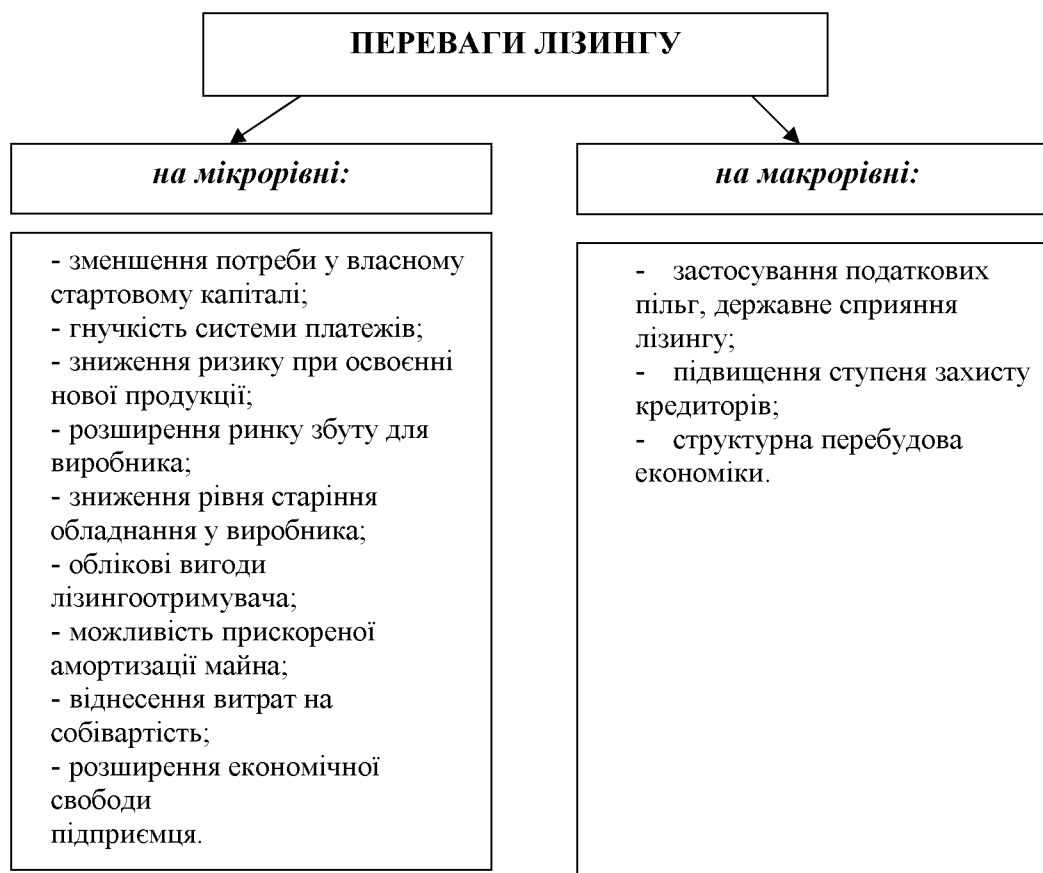 ПЕРЕВАГИ ЛІЗИНГУ
на мікрорівні:
- зменшення потреби у власному
стартовому капіталі;
- гнучкість системи платежів;
- зниження ризику при освоєнні
нової продукції;
- розширення ринку збуту для
виробника;
- зниження рівня старіння
обладнання у виробника;
- облікові вигоди
лізингоотримувача;
- можливість прискореної
амортизації майна;
- віднесення витрат на
собівартість;
- розширення економічної
свободи
підприємця.
на макрорівні:
- застосування податкових
пільг, державне сприяння
лізингу;
- підвищення ступеня захисту
кредиторів;
- структурна перебудова
економіки.